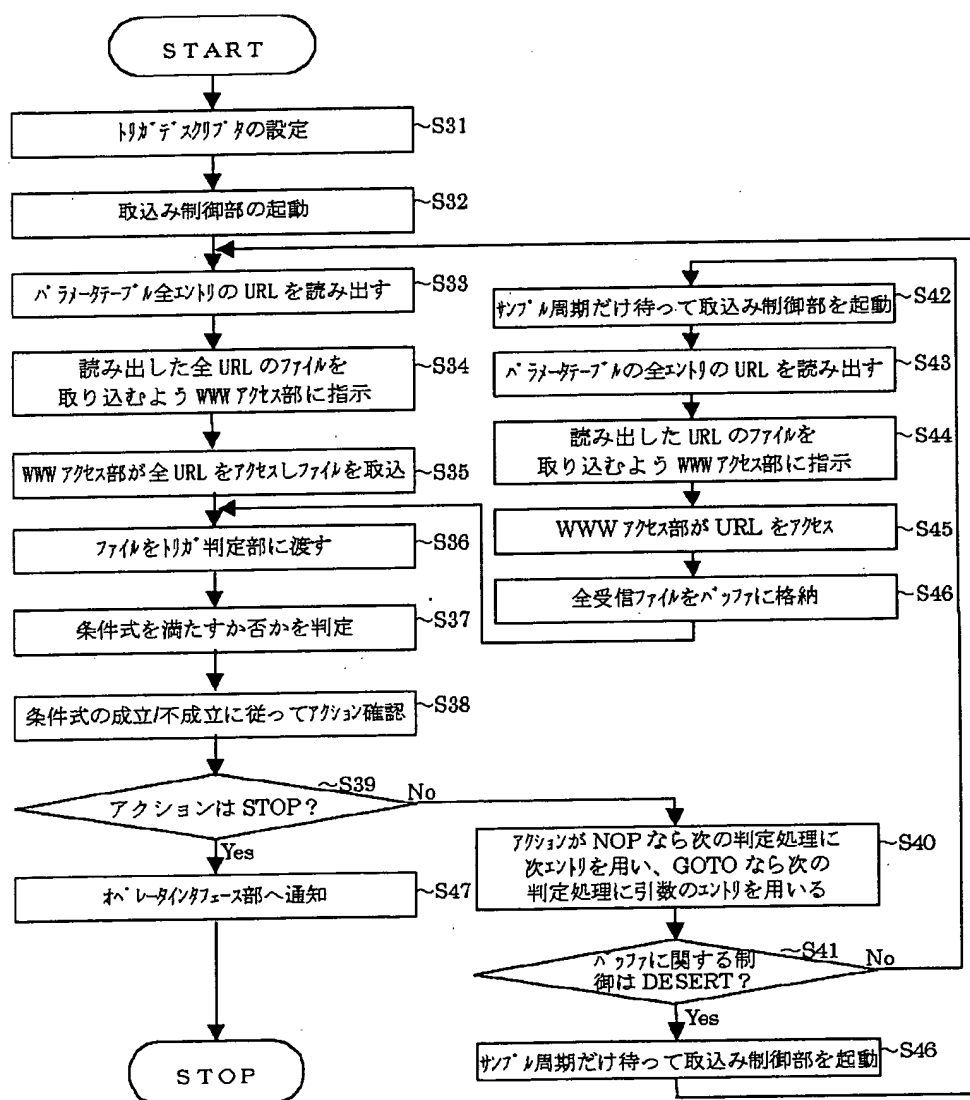 START
トリガデスクリプタの設定
~S31
取込み制御部の起動
~S32
パラメータテーブル全エントリのURLを読み出す
~S33
読み出した全URLのファイルを
取り込むようWWWアクセス部に指示
~S34
WWWアクセス部が全URLをアクセスしファイルを取込
~S35
ファイルをトリガ判定部に渡す
~S36
条件式を満たすか否かを判定
~S37
条件式の成立/不成立に従ってアクション確認
~S38
アクションはSTOP?
~S39
No
Yes
オペレータインタフェース部へ通知
~S47
STOP
サンプル周期だけ待って取込み制御部を起動
~S42
パラメータテーブルの全エントリのURLを読み出す
~S43
読み出したURLのファイルを
取り込むようWWWアクセス部に指示
~S44
WWWアクセス部がURLをアクセス
~S45
全受信ファイルをバッファに格納
~S46
アクションがNOPなら次の判定処理に
次エントリを用い、GOTOなら次の
判定処理に引数のエントリを用いる
~S40
バッファに関する制
御はDESERT?
~S41
No
Yes
サンプル周期だけ待って取込み制御部を起動
~S46